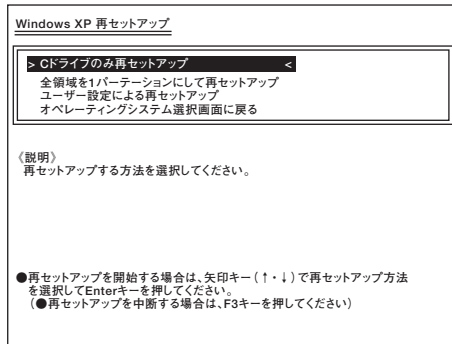 Windows XP 再セットアップ
> Cドライブのみ再セットアップ <
全領域を1パーテーションにして再セットアップ
ユーザー設定による再セットアップ
オペレーティングシステム選択画面に戻る
《説明》
再セットアップする方法を選択してください。
●再セットアップを開始する場合は、矢印キー(↑・↓)で再セットアップ方法
を選択してEnterキーを押してください。
(●再セットアップを中断する場合は、F3キーを押してください)